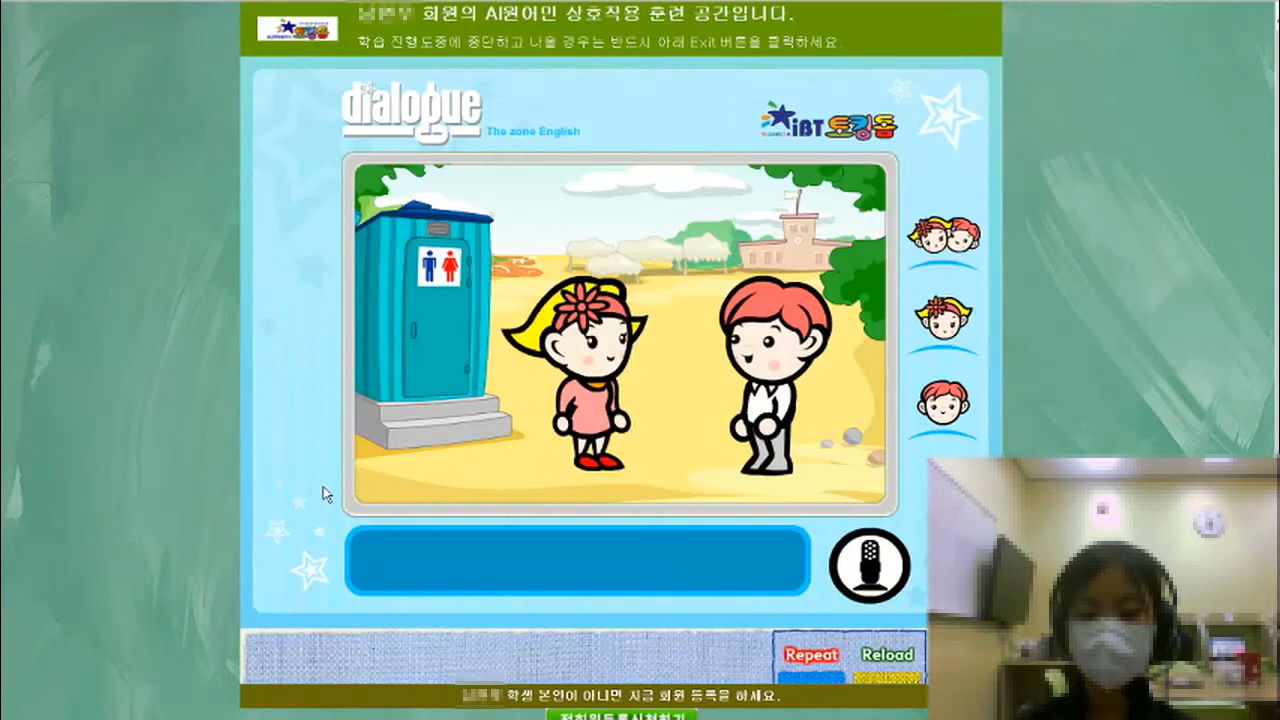 회원의 AI원어민 상호작용 훈련 공간입니다.
학습 진행도중에 중단하고 나올 경우는 반드시 아래 Exit 버튼을 클릭하세요.
dialogue
The zone English
iBT 토킹톰
Repeat
Reload
학생 본인이 아니면 지금 회원 등록을 하세요.